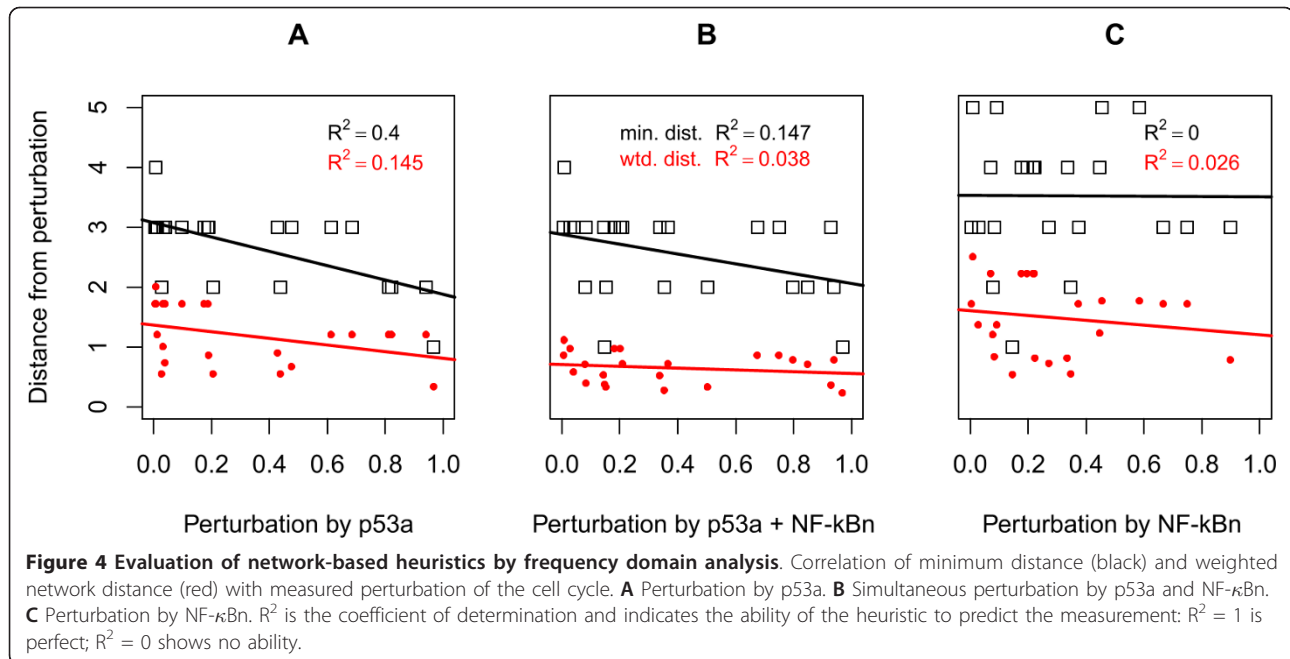 A
B
C
Distance from perturbation
5
4
3
2
1
0
R² = 0.4
R² = 0.145
min. dist. R² = 0.147
wtd. dist. R² = 0.038
R² = 0
R² = 0.026
0.0 0.2 0.4 0.6 0.8 1.0
0.0 0.2 0.4 0.6 0.8 1.0
0.0 0.2 0.4 0.6 0.8 1.0
Perturbation by p53a
Perturbation by p53a + NF-kBn
Perturbation by NF-kBn
Figure 4 Evaluation of network-based heuristics by frequency domain analysis. Correlation of minimum distance (black) and weighted
network distance (red) with measured perturbation of the cell cycle. A Perturbation by p53a. B Simultaneous perturbation by p53a and NF-κBn.
C Perturbation by NF-κBn. R² is the coefficient of determination and indicates the ability of the heuristic to predict the measurement: R² = 1 is
perfect; R² = 0 shows no ability.